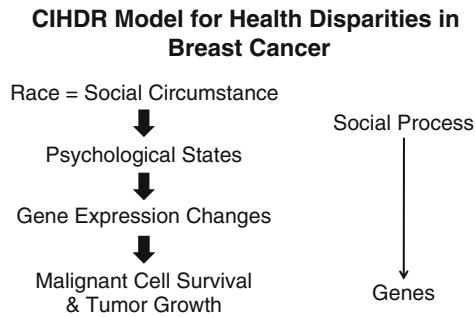 CIHDR Model for Health Disparities in
Breast Cancer
Race = Social Circumstance
Psychological States
Gene Expression Changes
Malignant Cell Survival
& Tumor Growth
Social Process
Genes